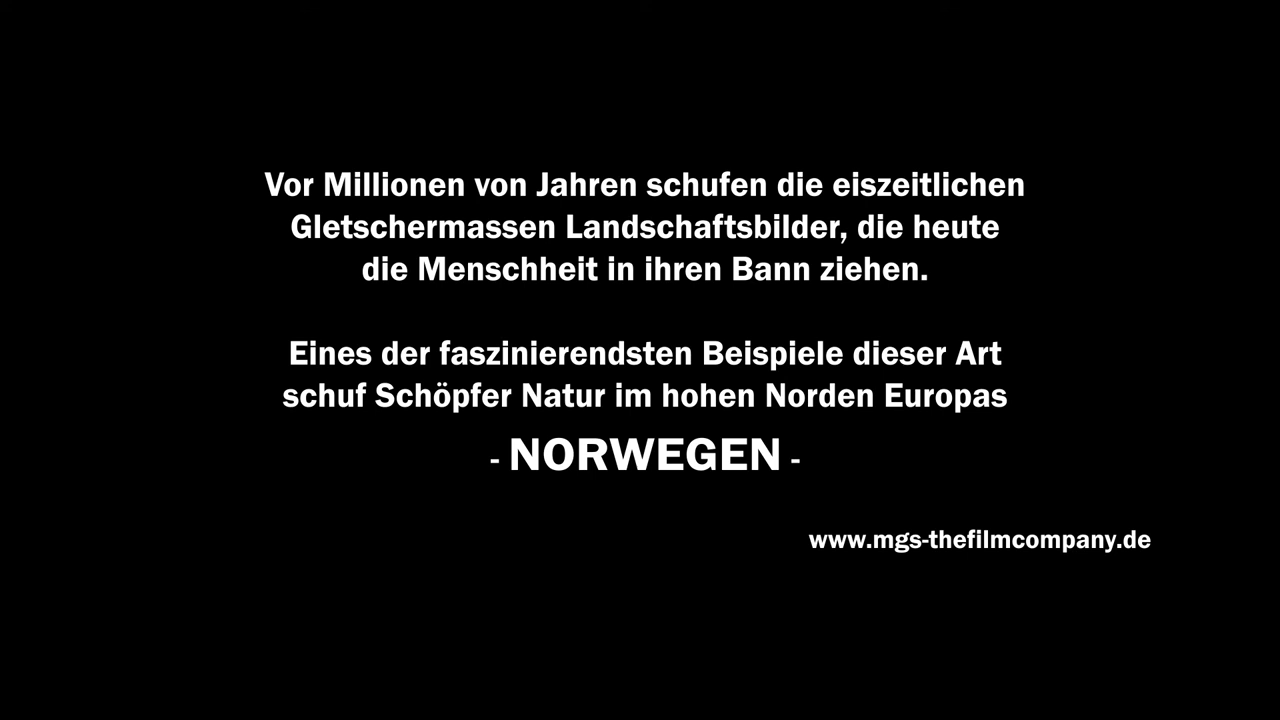 Vor Millionen von Jahren schufen die eiszeitlichen
Gletschermassen Landschaftsbilder, die heute
die Menschheit in ihren Bann ziehen.
Eines der faszinierendsten Beispiele dieser Art
schuf Schöpfer Natur im hohen Norden Europas
- NORWEGEN -
www.mgs-thefilmcompany.de